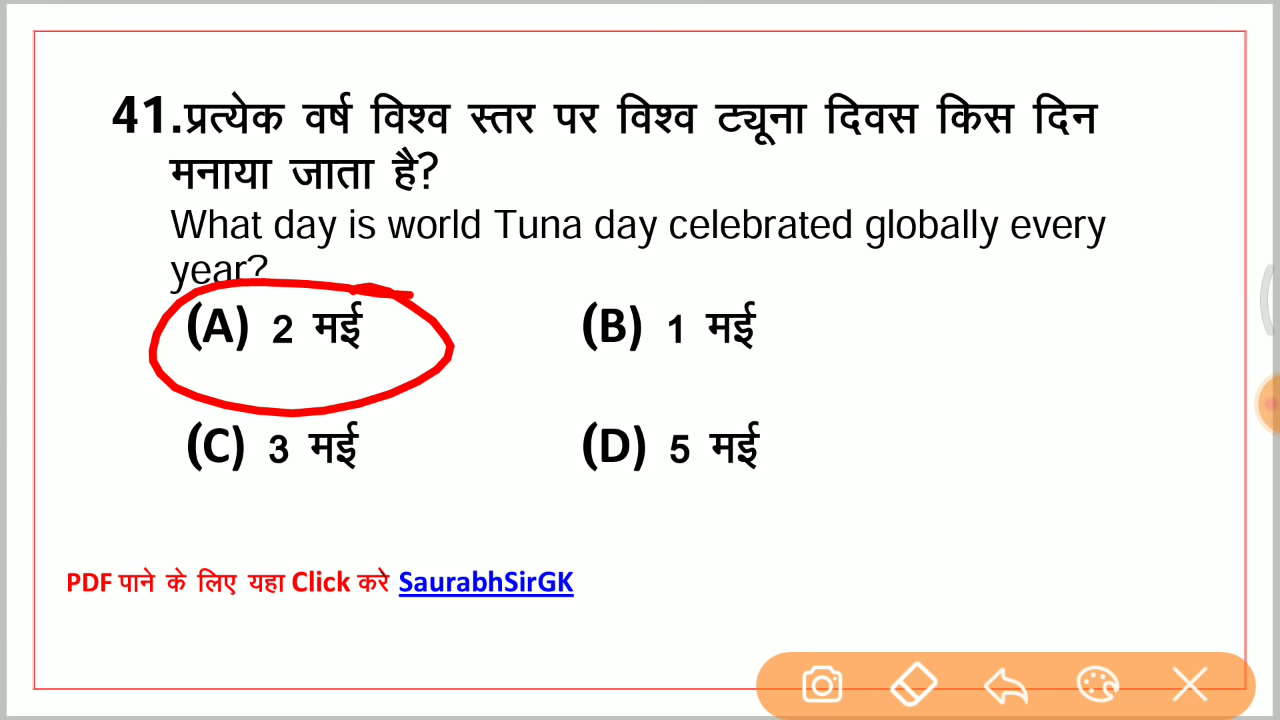 41.प्रत्येक वर्ष विश्व स्तर पर विश्व ट्यूना दिवस किस दिन
मनाया जाता है?
What day is world Tuna day celebrated globally every
year?
(A) 2 मई (B) 1 मई
(C) 3 मई (D) 5 मई
PDF पाने के लिए यहा Click करे SaurabhSirGK